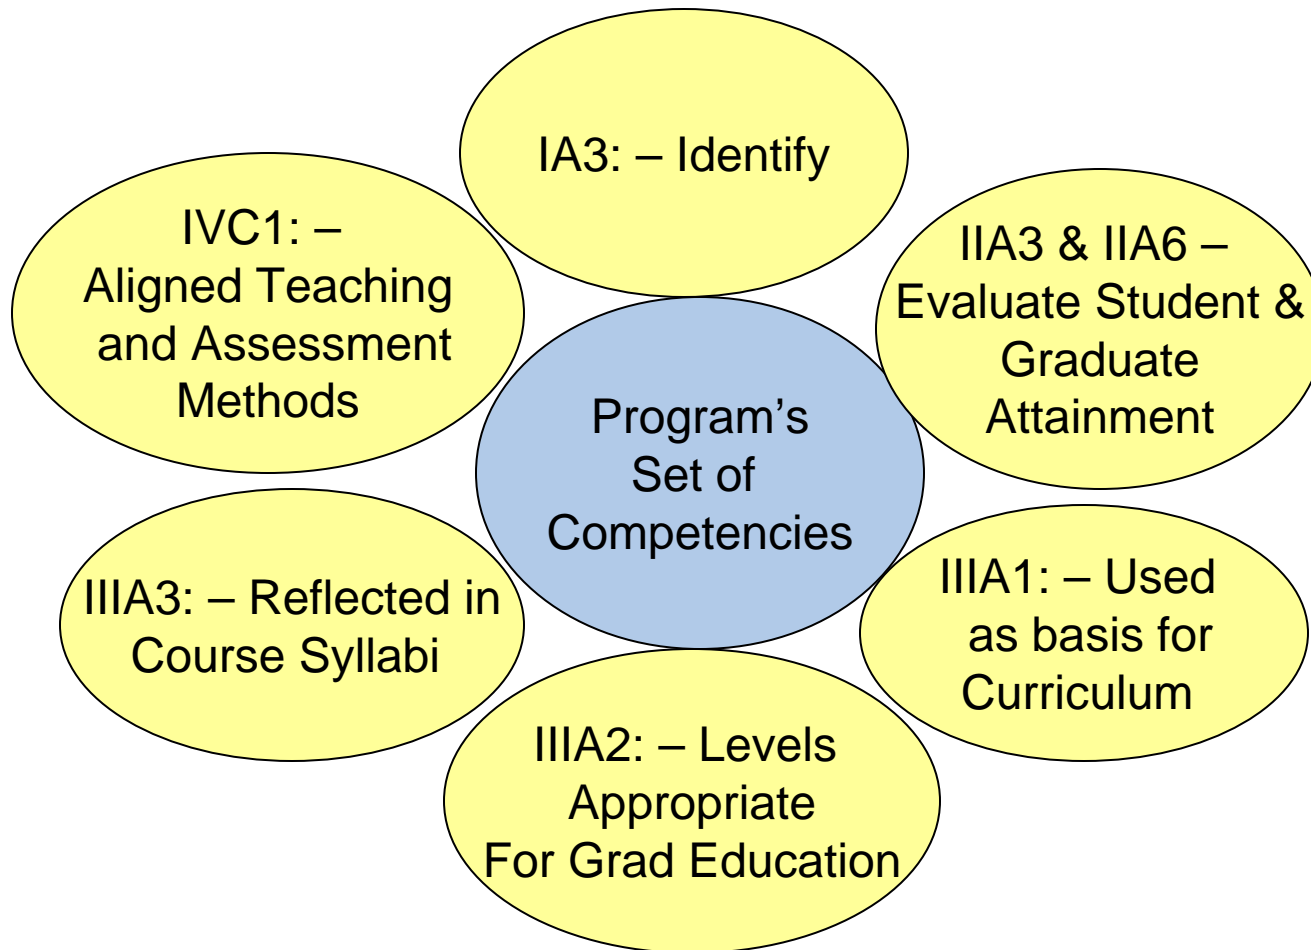 IA3: – Identify
IIA3 & IIA6 –
Evaluate Student &
Graduate
Attainment
IIIA1: – Used
as basis for
Curriculum
IIIA2: – Levels
Appropriate
For Grad Education
IIIA3: – Reflected in
Course Syllabi
IVC1: –
Aligned Teaching
and Assessment
Methods
Program’s
Set of
Competencies